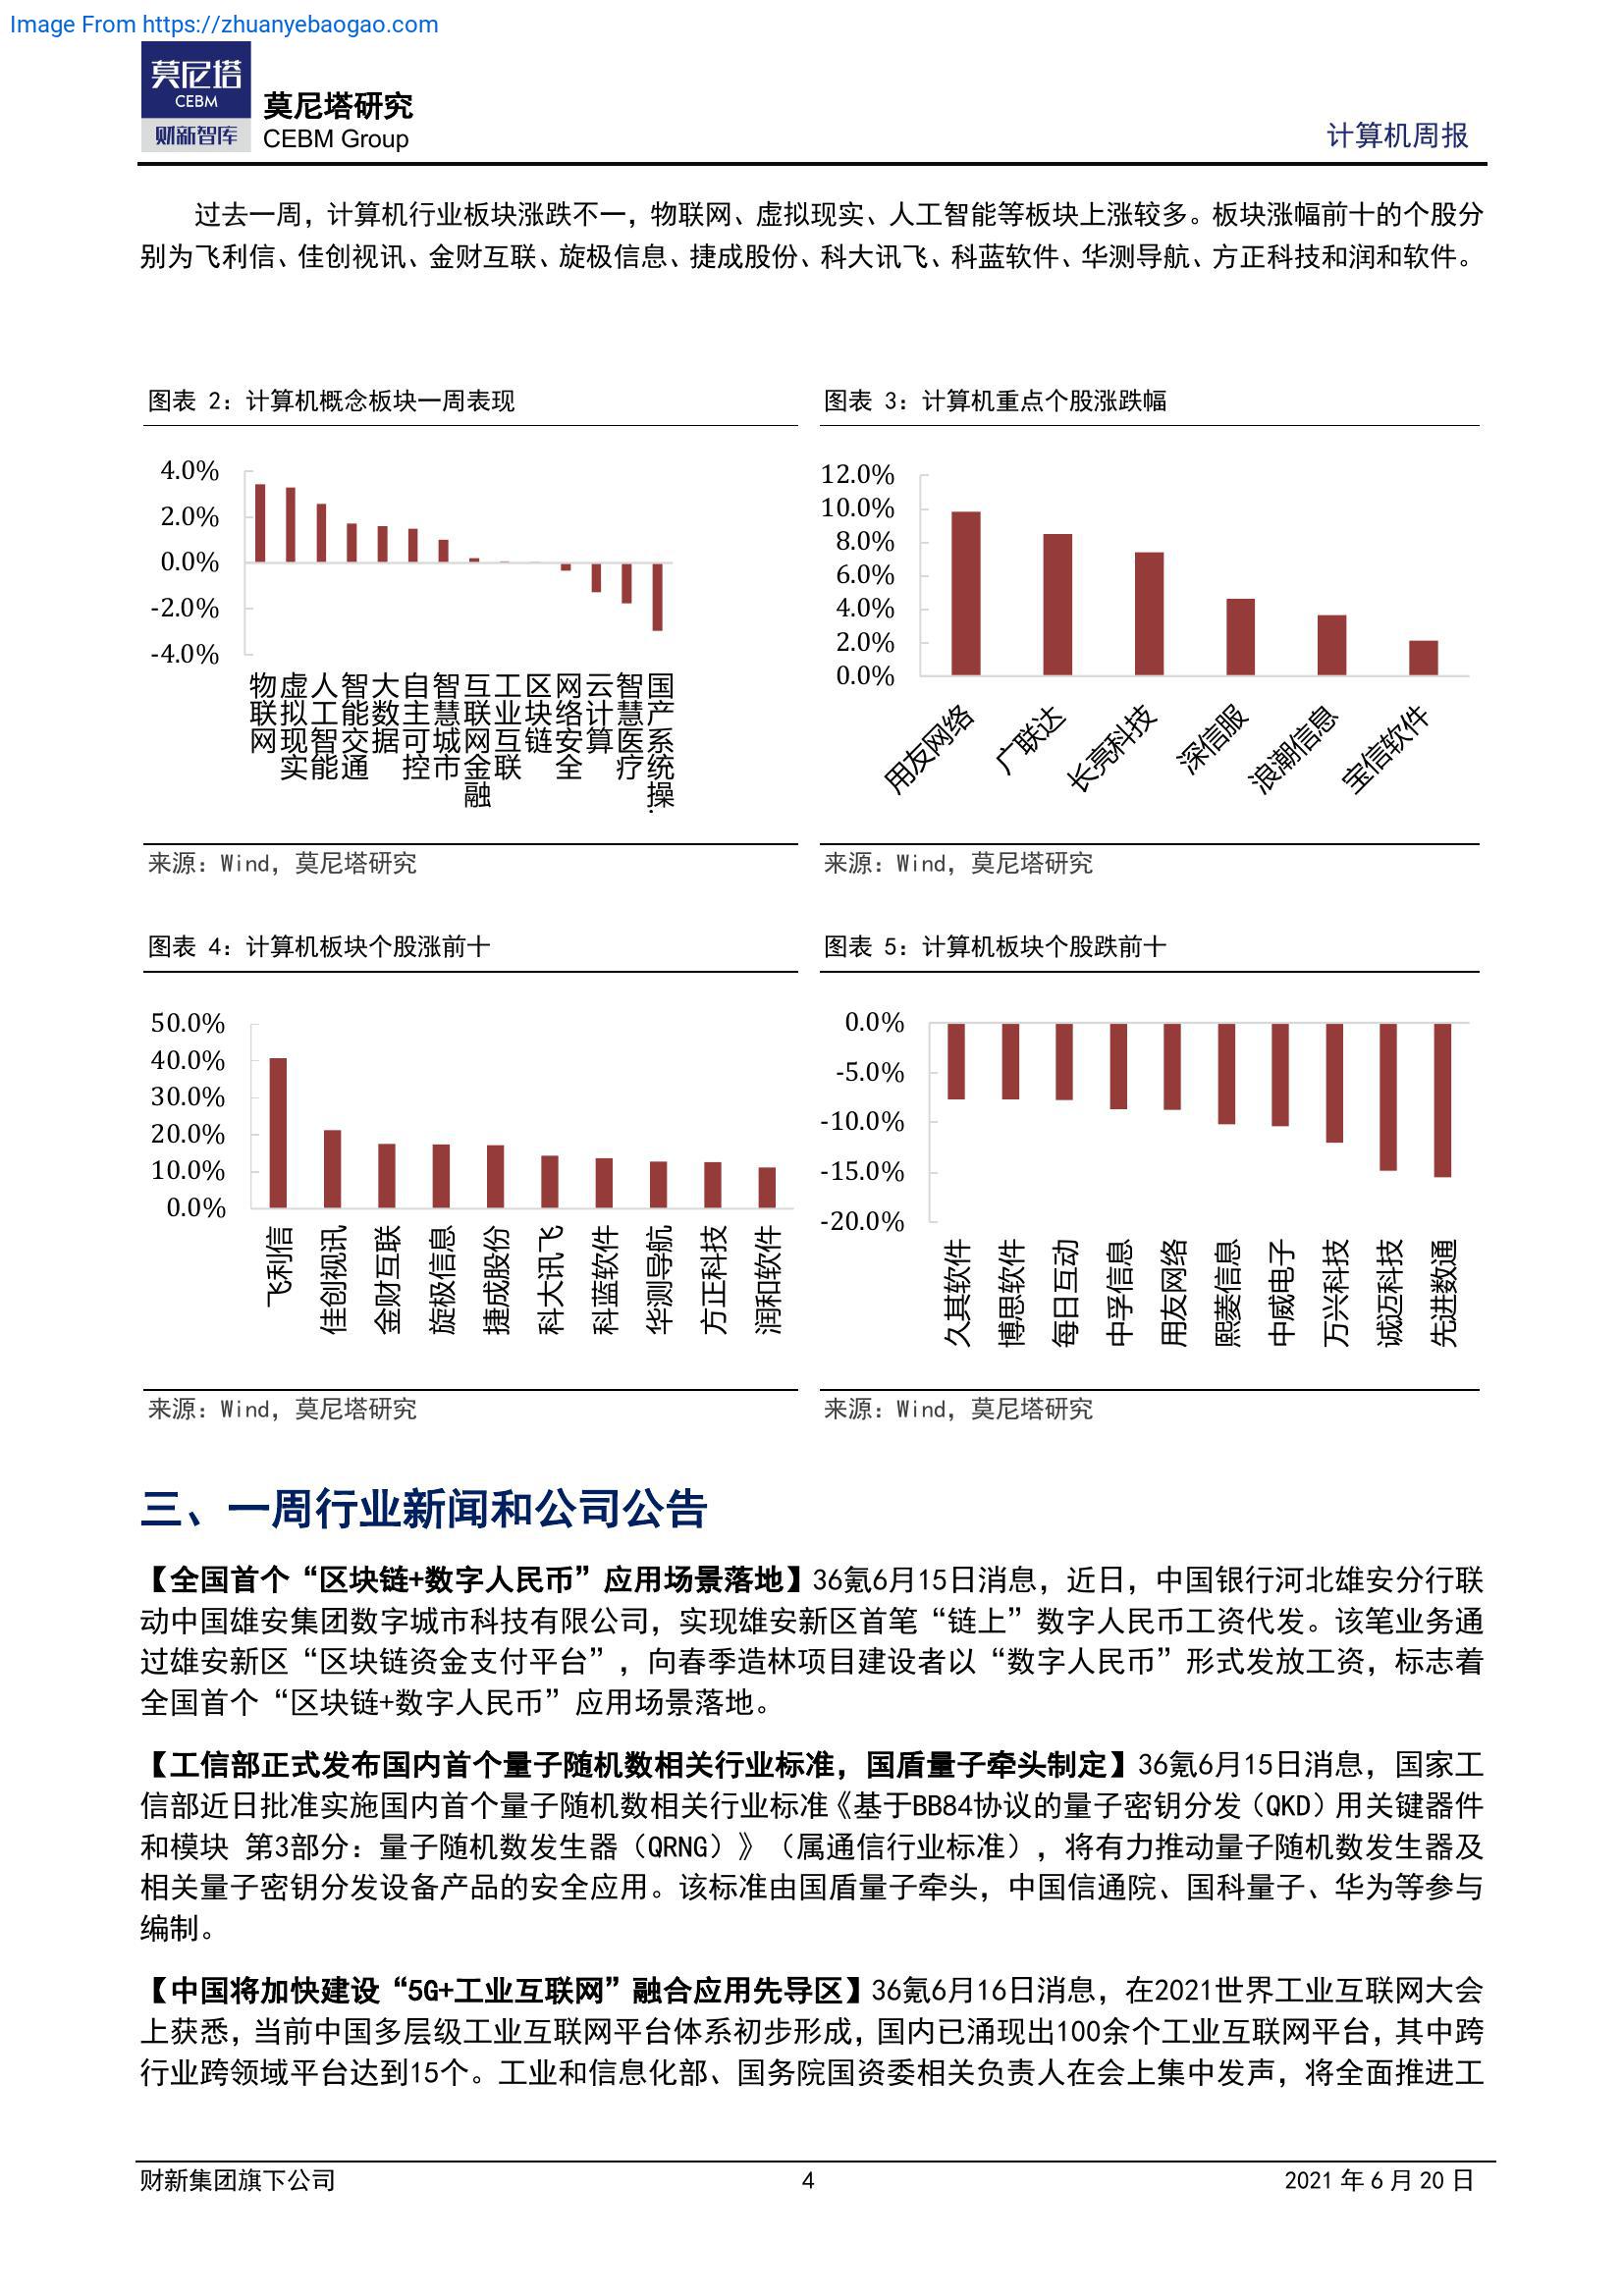 Image From https://zhuanyebaogao.com
莫尼塔
CEBM
财新智库
莫尼塔研究
CEBM Group
计算机周报
过去一周，计算机行业板块涨跌不一，物联网、虚拟现实、人工智能等板块上涨较多。板块涨幅前十的个股分
别为飞利信、佳创视讯、金财互联、旋极信息、捷成股份、科大讯飞、科蓝软件、华测导航、方正科技和润和软件。
图表 2：计算机概念板块一周表现
4.0%
2.0%
0.0%
-2.0%
-4.0%
物联网
虚拟现实
人工智能
智能交通
大数据
自主可控
智慧城市
互联网金融
工业互联
区块链
网络安全
云计算
智慧医疗
国产系统操.
来源：Wind，莫尼塔研究
图表 3：计算机重点个股涨跌幅
12.0%
10.0%
8.0%
6.0%
4.0%
2.0%
0.0%
用友网络
广联达
长亮科技
深信服
浪潮信息
宝信软件
来源：Wind，莫尼塔研究
图表 4：计算机板块个股涨前十
50.0%
40.0%
30.0%
20.0%
10.0%
0.0%
飞利信
佳创视讯
金财互联
旋极信息
捷成股份
科大讯飞
科蓝软件
华测导航
方正科技
润和软件
来源：Wind，莫尼塔研究
图表 5：计算机板块个股跌前十
0.0%
-5.0%
-10.0%
-15.0%
-20.0%
久其软件
博思软件
每日互动
中孚信息
用友网络
熙菱信息
中威电子
万兴科技
诚迈科技
先进数通
来源：Wind，莫尼塔研究
三、一周行业新闻和公司公告
【全国首个“区块链+数字人民币”应用场景落地】36氪6月15日消息，近日，中国银行河北雄安分行联
动中国雄安集团数字城市科技有限公司，实现雄安新区首笔“链上”数字人民币工资代发。该笔业务通
过雄安新区“区块链资金支付平台”，向春季造林项目建设者以“数字人民币”形式发放工资，标志着
全国首个“区块链+数字人民币”应用场景落地。
【工信部正式发布国内首个量子随机数相关行业标准，国盾量子牵头制定】36氪6月15日消息，国家工
信部近日批准实施国内首个量子随机数相关行业标准《基于BB84协议的量子密钥分发（QKD）用关键器件
和模块 第3部分：量子随机数发生器（QRNG）》（属通信行业标准），将有力推动量子随机数发生器及
相关量子密钥分发设备产品的安全应用。该标准由国盾量子牵头，中国信通院、国科量子、华为等参与
编制。
【中国将加快建设“5G+工业互联网”融合应用先导区】36氪6月16日消息，在2021世界工业互联网大会
上获悉，当前中国多层级工业互联网平台体系初步形成，国内已涌现出100余个工业互联网平台，其中跨
行业跨领域平台达到15个。工业和信息化部、国务院国资委相关负责人在会上集中发声，将全面推进工
财新集团旗下公司
4
2021 年 6 月 20 日